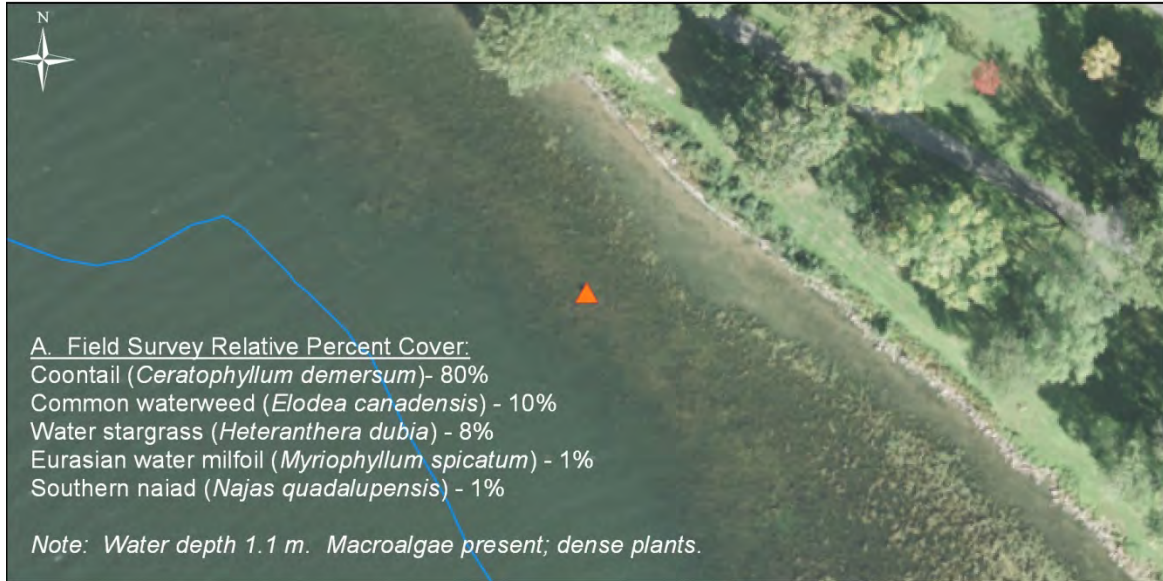 N
A. Field Survey Relative Percent Cover:
Coontail (Ceratophyllum demersum)- 80%
Common waterweed (Elodea canadensis) - 10%
Water stargrass (Heteranthera dubia) - 8%
Eurasian water milfoil (Myriophyllum spicatum) - 1%
Southern naiad (Najas quadalupensis) - 1%
Note: Water depth 1.1 m. Macroalgae present; dense plants.